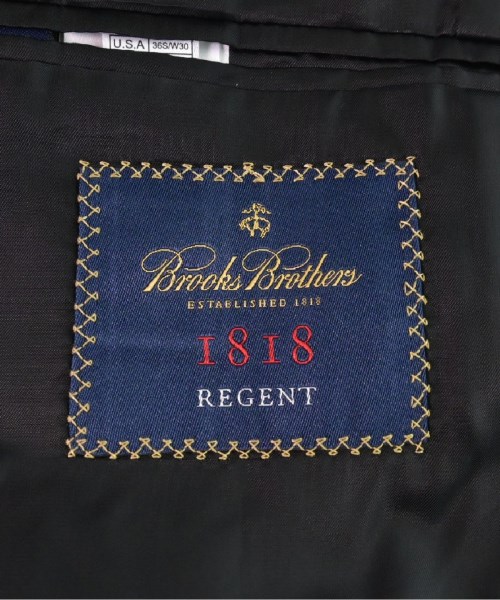 U.S.A 36S/W30
Brooks Brothers
ESTABLISHED 1818
1818
REGENT